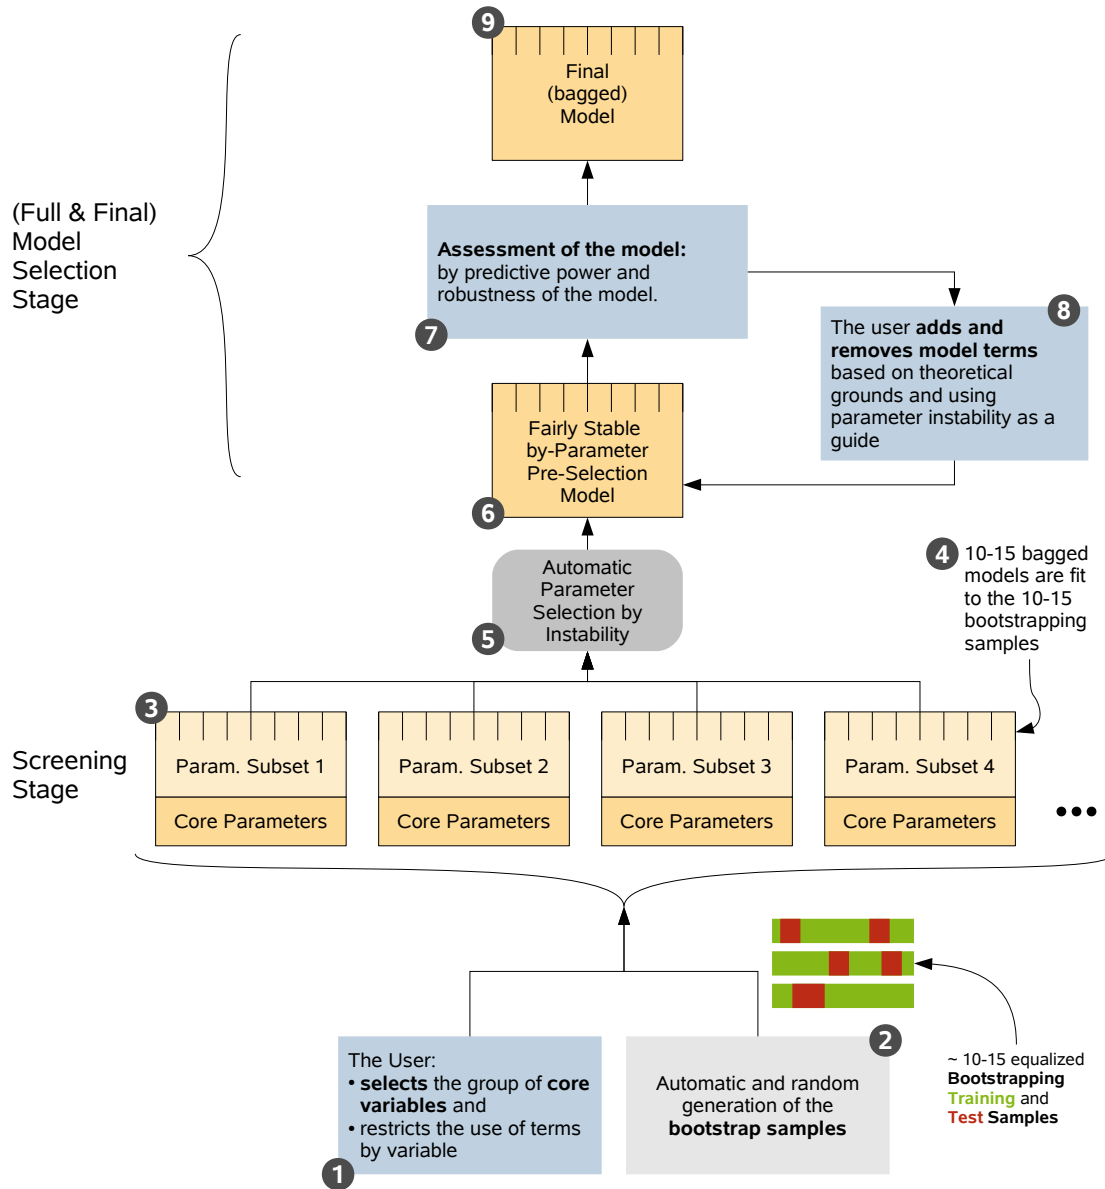 9
Final
(bagged)
Model
(Full & Final)
Model
Selection
Stage
Assessment of the model:
by predictive power and
robustness of the model.
7
8
The user adds and
removes model terms
based on theoretical
grounds and using
parameter instability as a
guide
Fairly Stable
by-Parameter
Pre-Selection
Model
6
Automatic
Parameter
Selection by
Instability
5
4
10-15 bagged
models are fit
to the 10-15
bootstrapping
samples
3
Screening
Stage
Param. Subset 1
Core Parameters
Param. Subset 2
Core Parameters
Param. Subset 3
Core Parameters
Param. Subset 4
Core Parameters
•••
The User:
• selects the group of core
variables and
• restricts the use of terms
by variable
1
2
Automatic and random
generation of the
bootstrap samples
~ 10-15 equalized
Bootstrapping
Training and
Test Samples